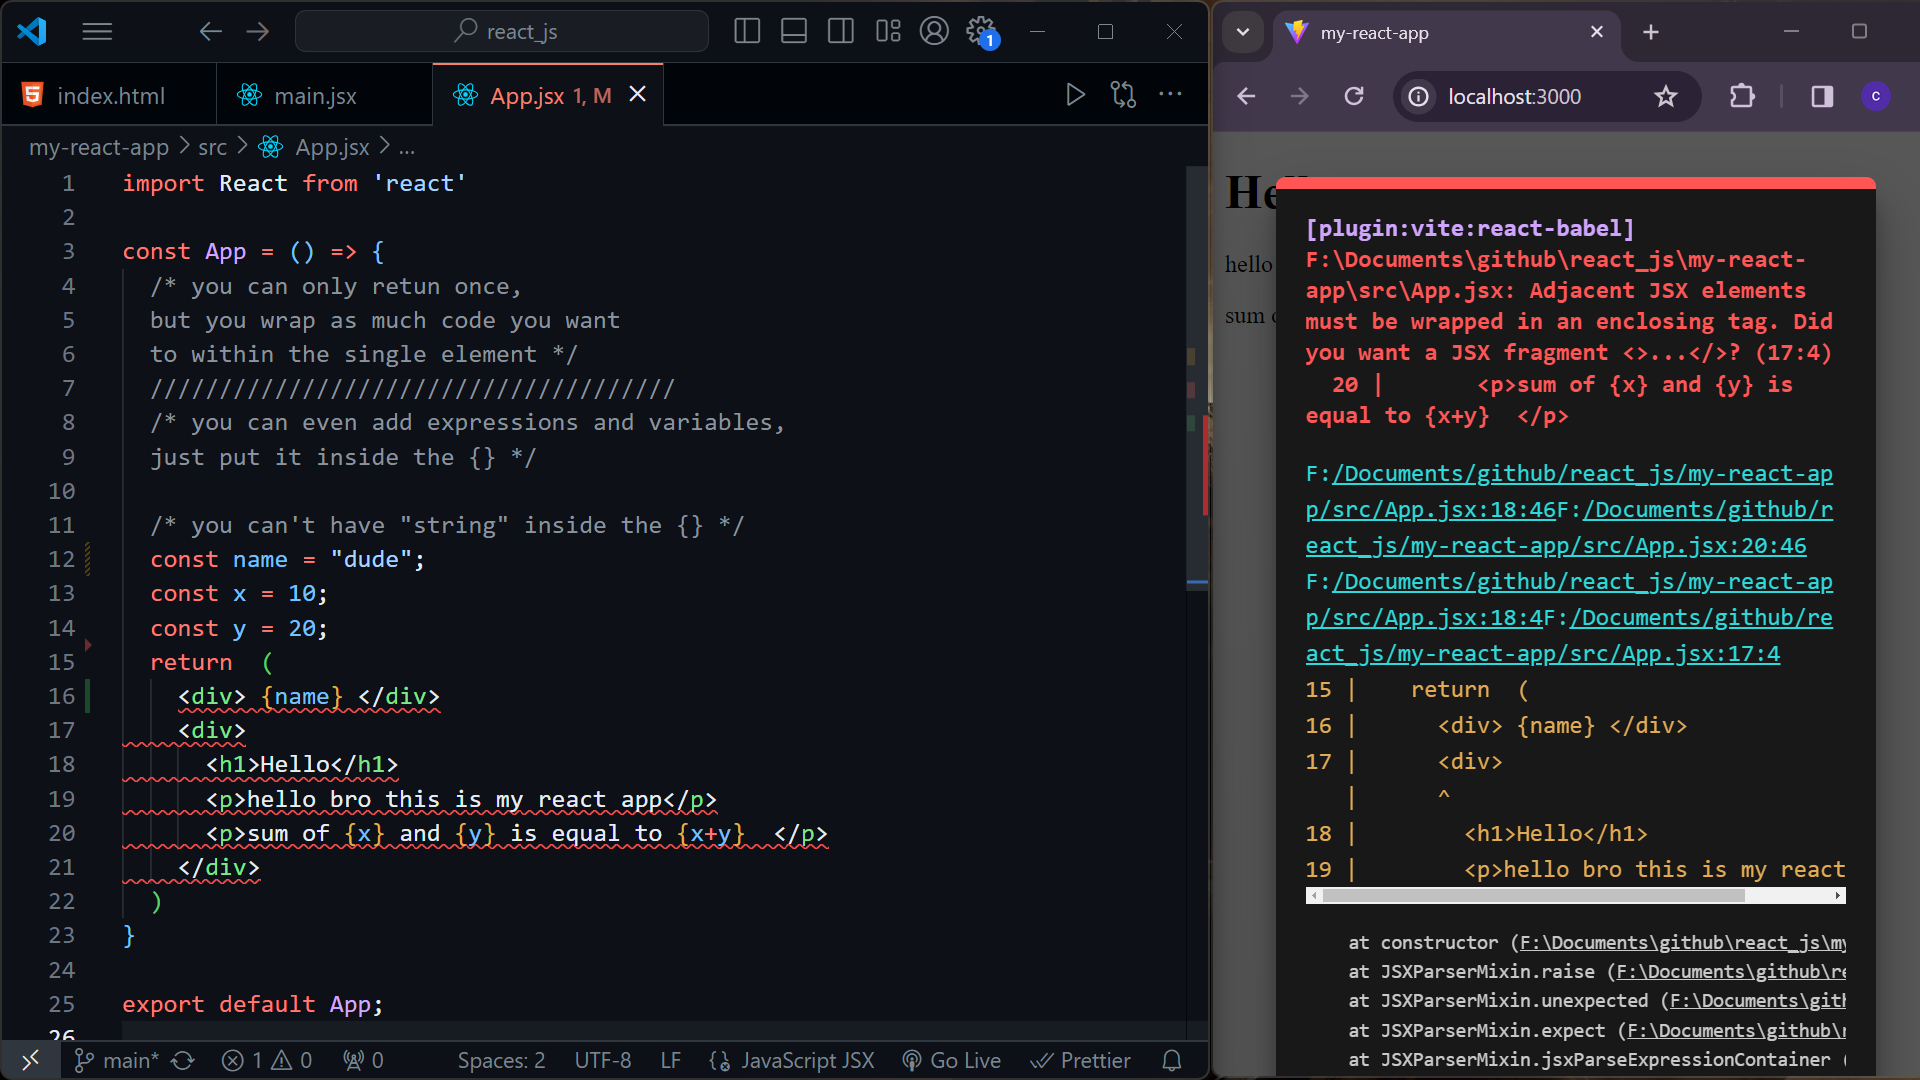 react_js
index.html
main.jsx
App.jsx 1, M
my-react-app > src > App.jsx > ...
1 import React from 'react'
2
3 const App = () => {
4 /* you can only retun once,
5 but you wrap as much code you want
6 to within the single element */
7 //////////////////////////////////////
8 /* you can even add expressions and variables,
9 just put it inside the {} */
10
11 /* you can't have "string" inside the {} */
12 const name = "dude";
13 const x = 10;
14 const y = 20;
15 return  (
16 <div> {name} </div>
17 <div>
18 <h1>Hello</h1>
19 <p>hello bro this is my react app</p>
20 <p>sum of {x} and {y} is equal to {x+y}  </p>
21 </div>
22 )
23 }
24
25 export default App;
26
main* 1 0 0 Spaces: 2 UTF-8 LF JavaScript JSX Go Live Prettier
1
my-react-app
localhost:3000
C
hello
sum
[plugin:vite:react-babel]
F:\Documents\github\react_js\my-react-
app\src\App.jsx: Adjacent JSX elements
must be wrapped in an enclosing tag. Did
you want a JSX fragment <>...</>? (17:4)
20 |       <p>sum of {x} and {y} is
equal to {x+y}  </p>
F:/Documents/github/react_js/my-react-ap
p/src/App.jsx:18:46F:/Documents/github/r
eact_js/my-react-app/src/App.jsx:20:46
F:/Documents/github/react_js/my-react-ap
p/src/App.jsx:18:4F:/Documents/github/re
act_js/my-react-app/src/App.jsx:17:4
15 |    return  (
16 |      <div> {name} </div>
17 |      <div>
|      ^
18 |        <h1>Hello</h1>
19 |        <p>hello bro this is my react
at constructor (F:\Documents\github\react_js\my
at JSXParserMixin.raise (F:\Documents\github\re
at JSXParserMixin.unexpected (F:\Documents\gith
at JSXParserMixin.expect (F:\Documents\github\r
at JSXParserMixin.jsxParseExpressionContainer (